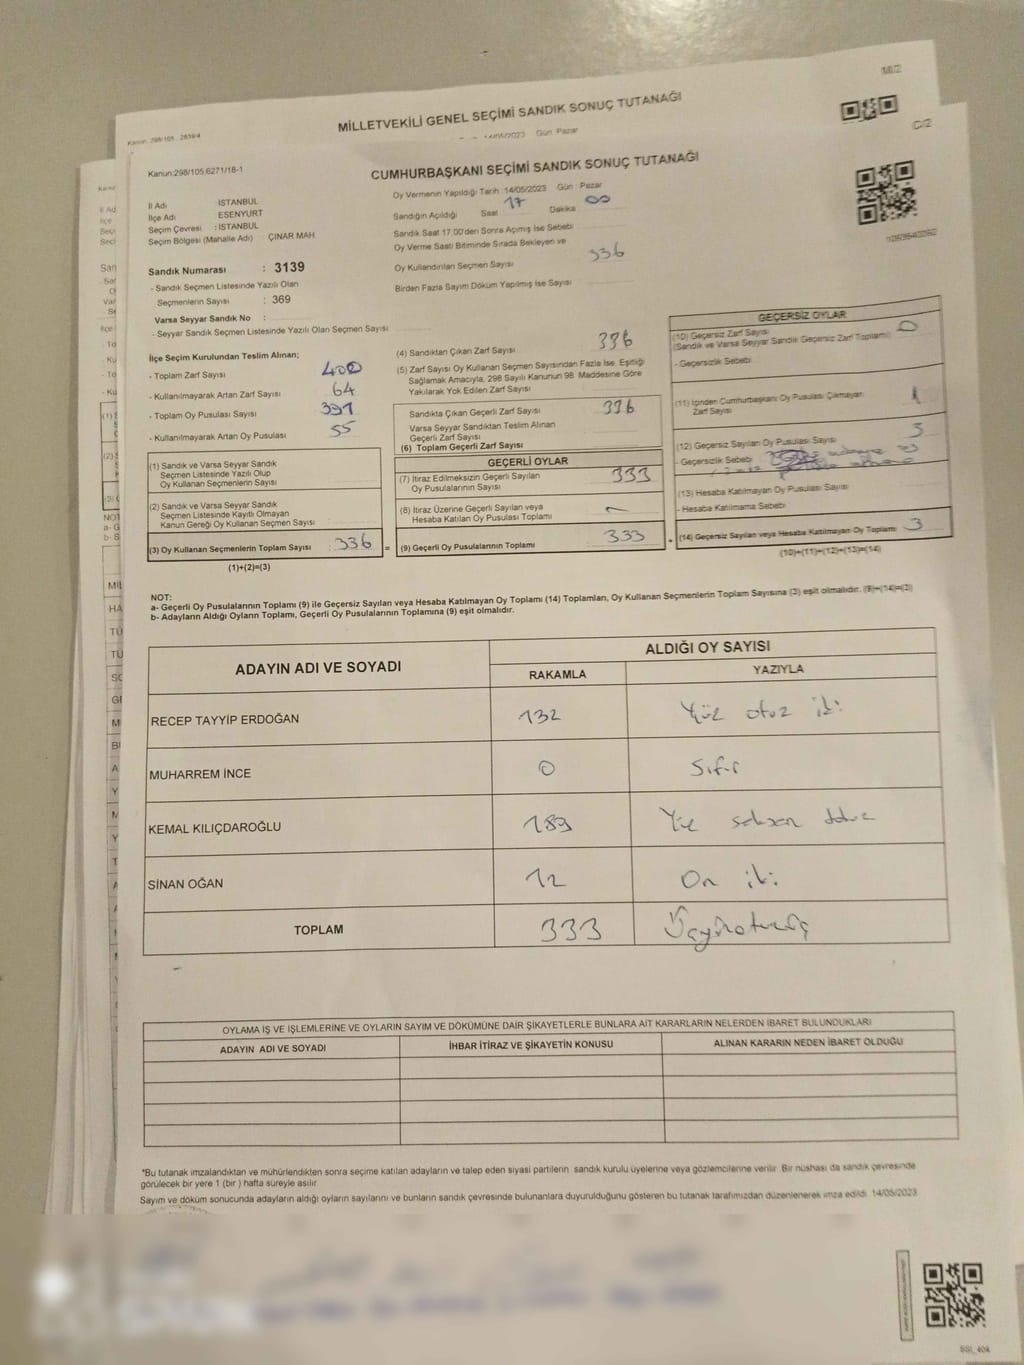 18/2
MİLLETVEKİLİ GENEL SEÇİMİ SANDIK SONUÇ TUTANAĞI
14/05/2023 Gün Pazar
C/2
Kanun:298/105,6271/18-1
CUMHURBAŞKANI SEÇİMİ SANDIK SONUÇ TUTANAĞI
İl Adı : İSTANBUL
İlçe Adı : ESENYURT
Seçim Çevresi : İSTANBUL
Seçim Bölgesi (Mahalle Adı) : ÇINAR MAH.
Sandık Numarası : 3139
- Sandık Seçmen Listesinde Yazılı Olan
Seçmenlerin Sayısı : 369
Varsa Seyyar Sandık No :
- Seyyar Sandık Seçmen Listesinde Yazılı Olan Seçmen Sayısı
Oy Vermenin Yapıldığı Tarih : 14/05/2023 Gün : Pazar
Sandığın Açıldığı Saat 17 Dakika 00
Sandık Saat 17.00'den Sonra Açılmış İse Sebebi
Oy Verme Saati Bitiminde Sırada Bekleyen ve
Oy Kullandırılan Seçmen Sayısı 336
Birden Fazla Sayım Döküm Yapılmış İse Sayısı
İlçe Seçim Kurulundan Teslim Alınan;
- Toplam Zarf Sayısı 400
- Kullanılmayarak Artan Zarf Sayısı 64
- Toplam Oy Pusulası Sayısı 391
- Kullanılmayarak Artan Oy Pusulası 55
(1) Sandık ve Varsa Seyyar Sandık
Seçmen Listesinde Yazılı Olup
Oy Kullanan Seçmenlerin Sayısı
(2) Sandık ve Varsa Seyyar Sandık
Seçmen Listesinde Kayıtlı Olmayan
Kanun Gereği Oy Kullanan Seçmen Sayısı :
(3) Oy Kullanan Seçmenlerin Toplam Sayısı : 336
(1)+(2)=(3)
(4) Sandıktan Çıkan Zarf Sayısı 336
(5) Zarf Sayısı Oy Kullanan Seçmen Sayısından Fazla İse, Eşitliği
Sağlamak Amacıyla, 298 Sayılı Kanunun 98. Maddesine Göre
Yakılarak Yok Edilen Zarf Sayısı
Sandıkta Çıkan Geçerli Zarf Sayısı 336
Varsa Seyyar Sandıktan Teslim Alınan
Geçerli Zarf Sayısı
(6) Toplam Geçerli Zarf Sayısı
GEÇERLİ OYLAR
(7) İtiraz Edilmeksizin Geçerli Sayılan
Oy Pusulalarının Sayısı 333
(8) İtiraz Üzerine Geçerli Sayılan veya
Hesaba Katılan Oy Pusulası Toplamı -
= (9) Geçerli Oy Pusulalarının Toplamı 333
GEÇERSİZ OYLAR
(10) Geçersiz Zarf Sayısı
(Sandık ve Varsa Seyyar Sandık Geçersiz Zarf Toplamı) 0
- Geçersizlik Sebebi
(11) İçinden Cumhurbaşkanı Oy Pusulası Çıkmayan
Zarf Sayısı
(12) Geçersiz Sayılan Oy Pusulası Sayısı 3
- Geçersizlik Sebebi
(13) Hesaba Katılmayan Oy Pusulası Sayısı
- Hesaba Katılmama Sebebi
+ (14) Geçersiz Sayılan veya Hesaba Katılmayan Oy Toplamı 3
(10)+(11)+(12)+(13)=(14)
NOT:
a- Geçerli Oy Pusulalarının Toplamı (9) ile Geçersiz Sayılan veya Hesaba Katılmayan Oy Toplamı (14) Toplamları, Oy Kullanan Seçmenlerin Toplam Sayısına (3) eşit olmalıdır. (9)+(14)=(3)
b- Adayların Aldığı Oyların Toplamı, Geçerli Oy Pusulalarının Toplamına (9) eşit olmalıdır.
ADAYIN ADI VE SOYADI
ALDIĞI OY SAYISI
RAKAMLA YAZIYLA
RECEP TAYYİP ERDOĞAN 132 Yüz otuz iki
MUHARREM İNCE 0 Sıfır
KEMAL KILIÇDAROĞLU 189 Yüz seksen dokuz
SİNAN OĞAN 12 On iki
TOPLAM 333 Üçyüzotuzüç
OYLAMA İŞ VE İŞLEMLERİNE VE OYLARIN SAYIM VE DÖKÜMÜNE DAİR ŞİKAYETLERLE BUNLARA AİT KARARLARIN NELERDEN İBARET BULUNDUKLARI
ADAYIN ADI VE SOYADI İHBAR İTİRAZ VE ŞİKAYETİN KONUSU ALINAN KARARIN NEDEN İBARET OLDUĞU
*Bu tutanak imzalandıktan ve mühürlendikten sonra seçime katılan adayların ve talep eden siyasi partilerin sandık kurulu üyelerine veya gözlemcilerine verilir. Bir nüshası da sandık çevresinde
görülecek bir yere 1 (bir ) hafta süreyle asılır.
Sayım ve döküm sonucunda adayların aldığı oyların sayılarını ve bunların sandık çevresinde bulunanlara duyurulduğunu gösteren bu tutanak tarafımızdan düzenlenerek imza edildi. 14/05/2023